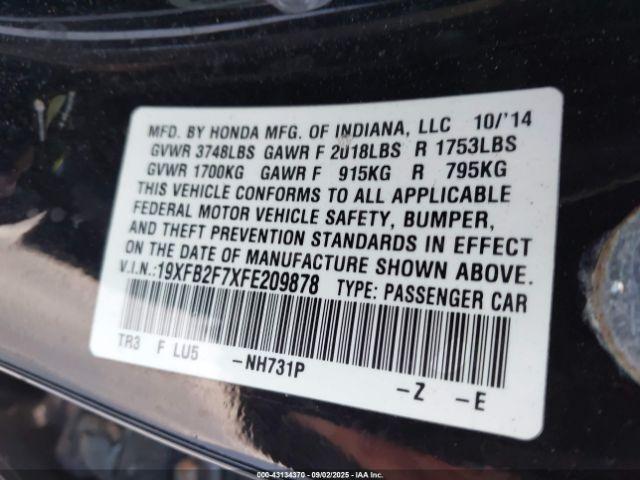 MFD. BY HONDA MFG. OF INDIANA, LLC 10/'14
GVWR 3748LBS GAWR F 2018LBS R 1753LBS
GVWR 1700KG GAWR F 915KG R 795KG
THIS VEHICLE CONFORMS TO ALL APPLICABLE
FEDERAL MOTOR VEHICLE SAFETY, BUMPER,
AND THEFT PREVENTION STANDARDS IN EFFECT
ON THE DATE OF MANUFACTURE SHOWN ABOVE.
V.I.N.:19XFB2F7XFE209878 TYPE: PASSENGER CAR
TR3 F LU5 -NH731P -Z -E
000-43134370 - 09/02/2025 - IAA Inc.